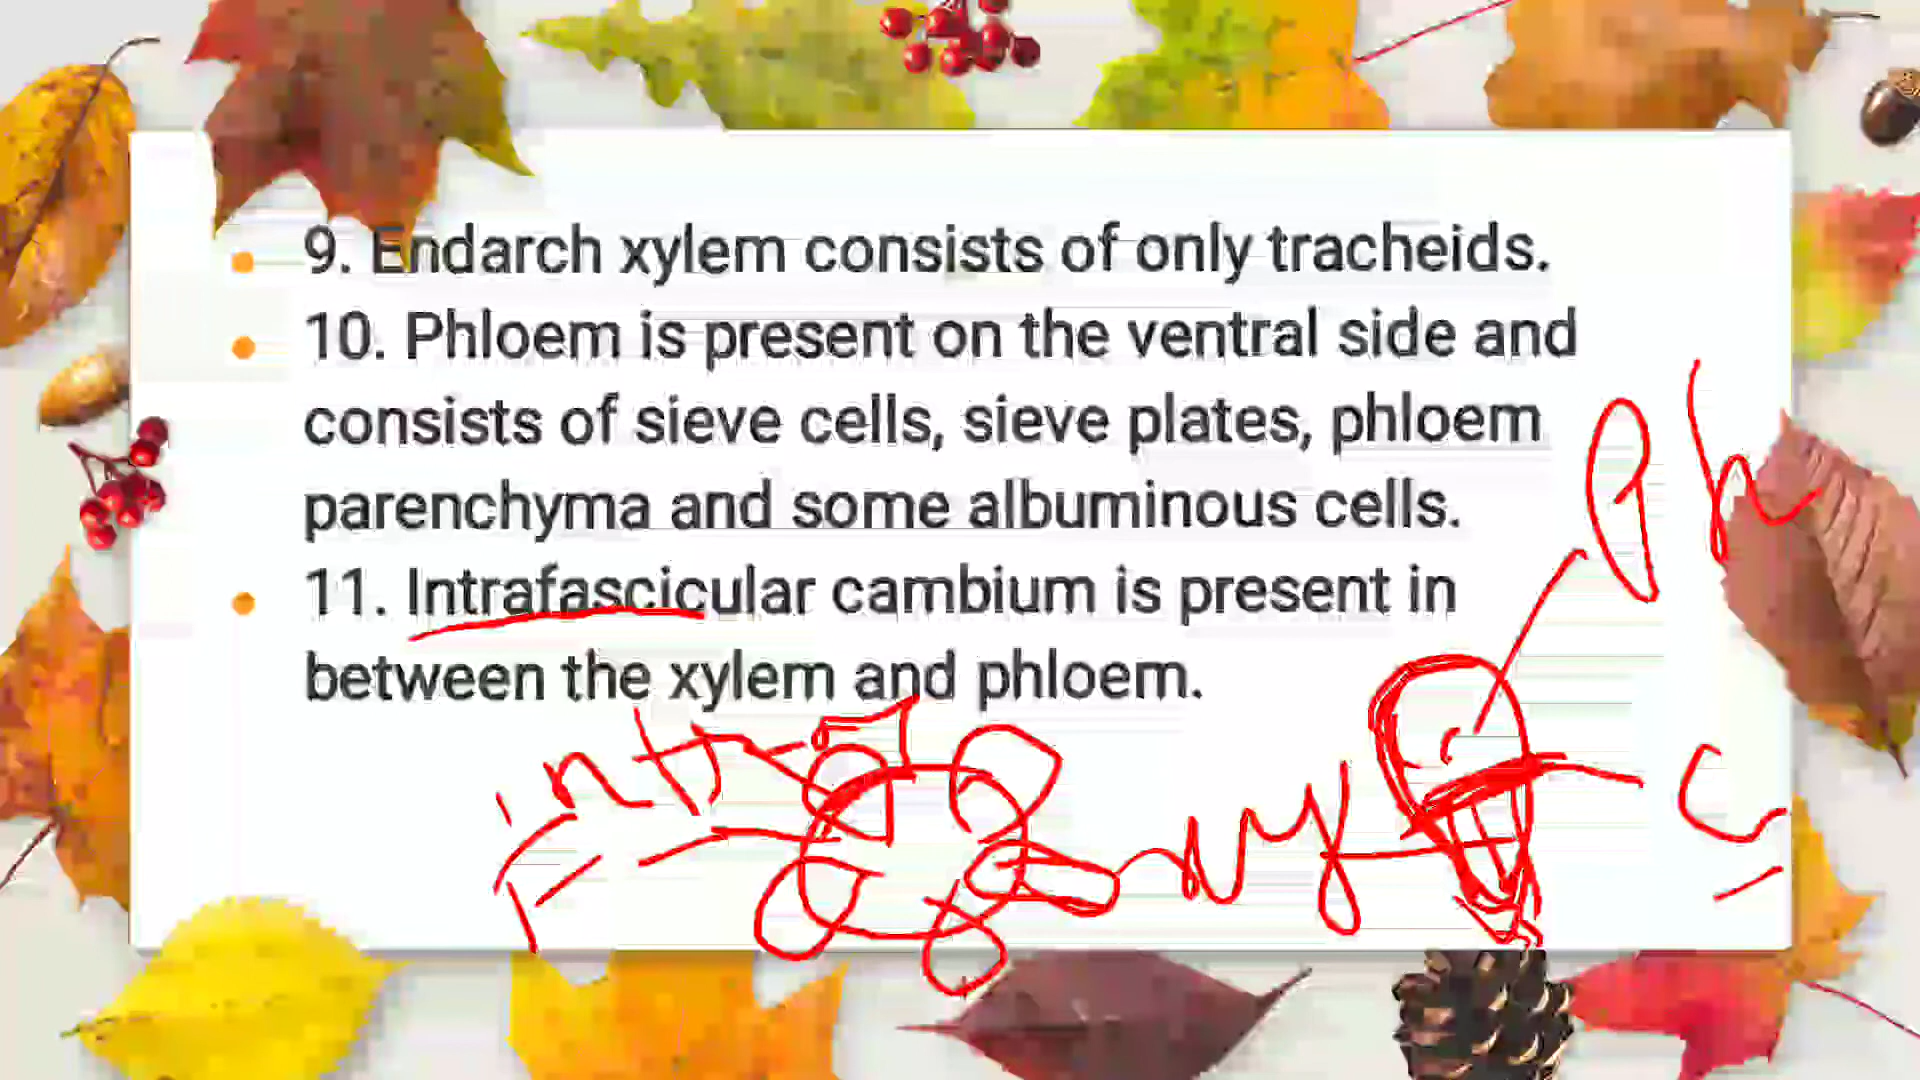 9. Endarch xylem consists of only tracheids.
10. Phloem is present on the ventral side and
consists of sieve cells, sieve plates, phloem
parenchyma and some albuminous cells.
11. Intrafascicular cambium is present in
between the xylem and phloem.
Ph
xy
C